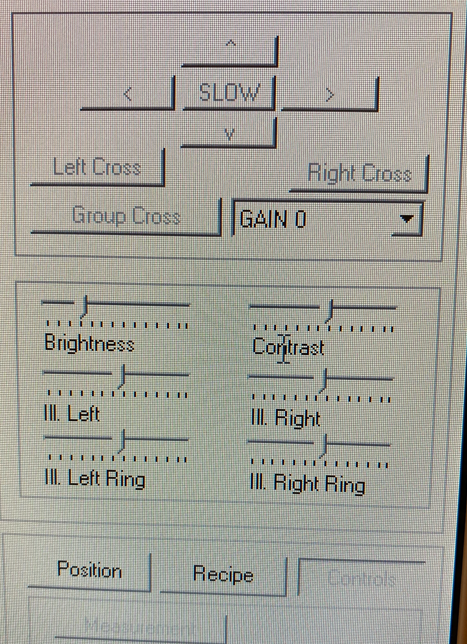 ^
< SLOW >
v
Left Cross Right Cross
Group Cross GAIN 0
Brightness Contrast
Ill. Left Ill. Right
Ill. Left Ring Ill. Right Ring
Position Recipe Controls
Measurement